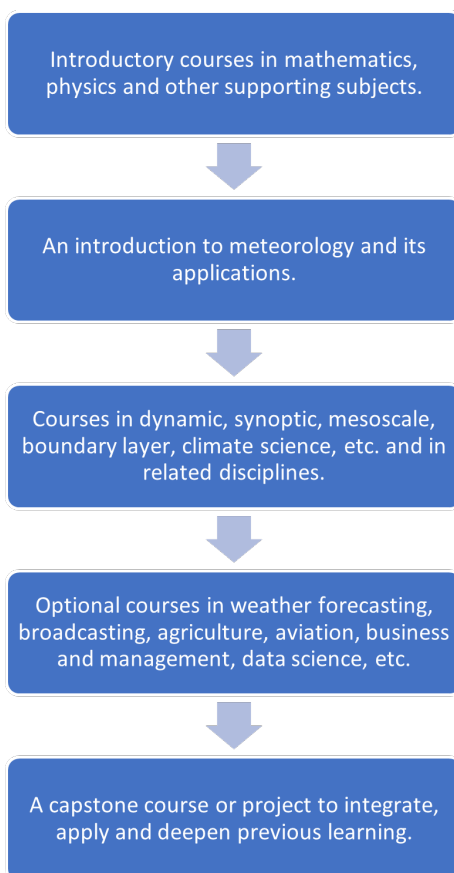 Introductory courses in mathematics,
physics and other supporting subjects.
An introduction to meteorology and its
applications.
Courses in dynamic, synoptic, mesoscale,
boundary layer, climate science, etc. and in
related disciplines.
Optional courses in weather forecasting,
broadcasting, agriculture, aviation, business
and management, data science, etc.
A capstone course or project to integrate,
apply and deepen previous learning.